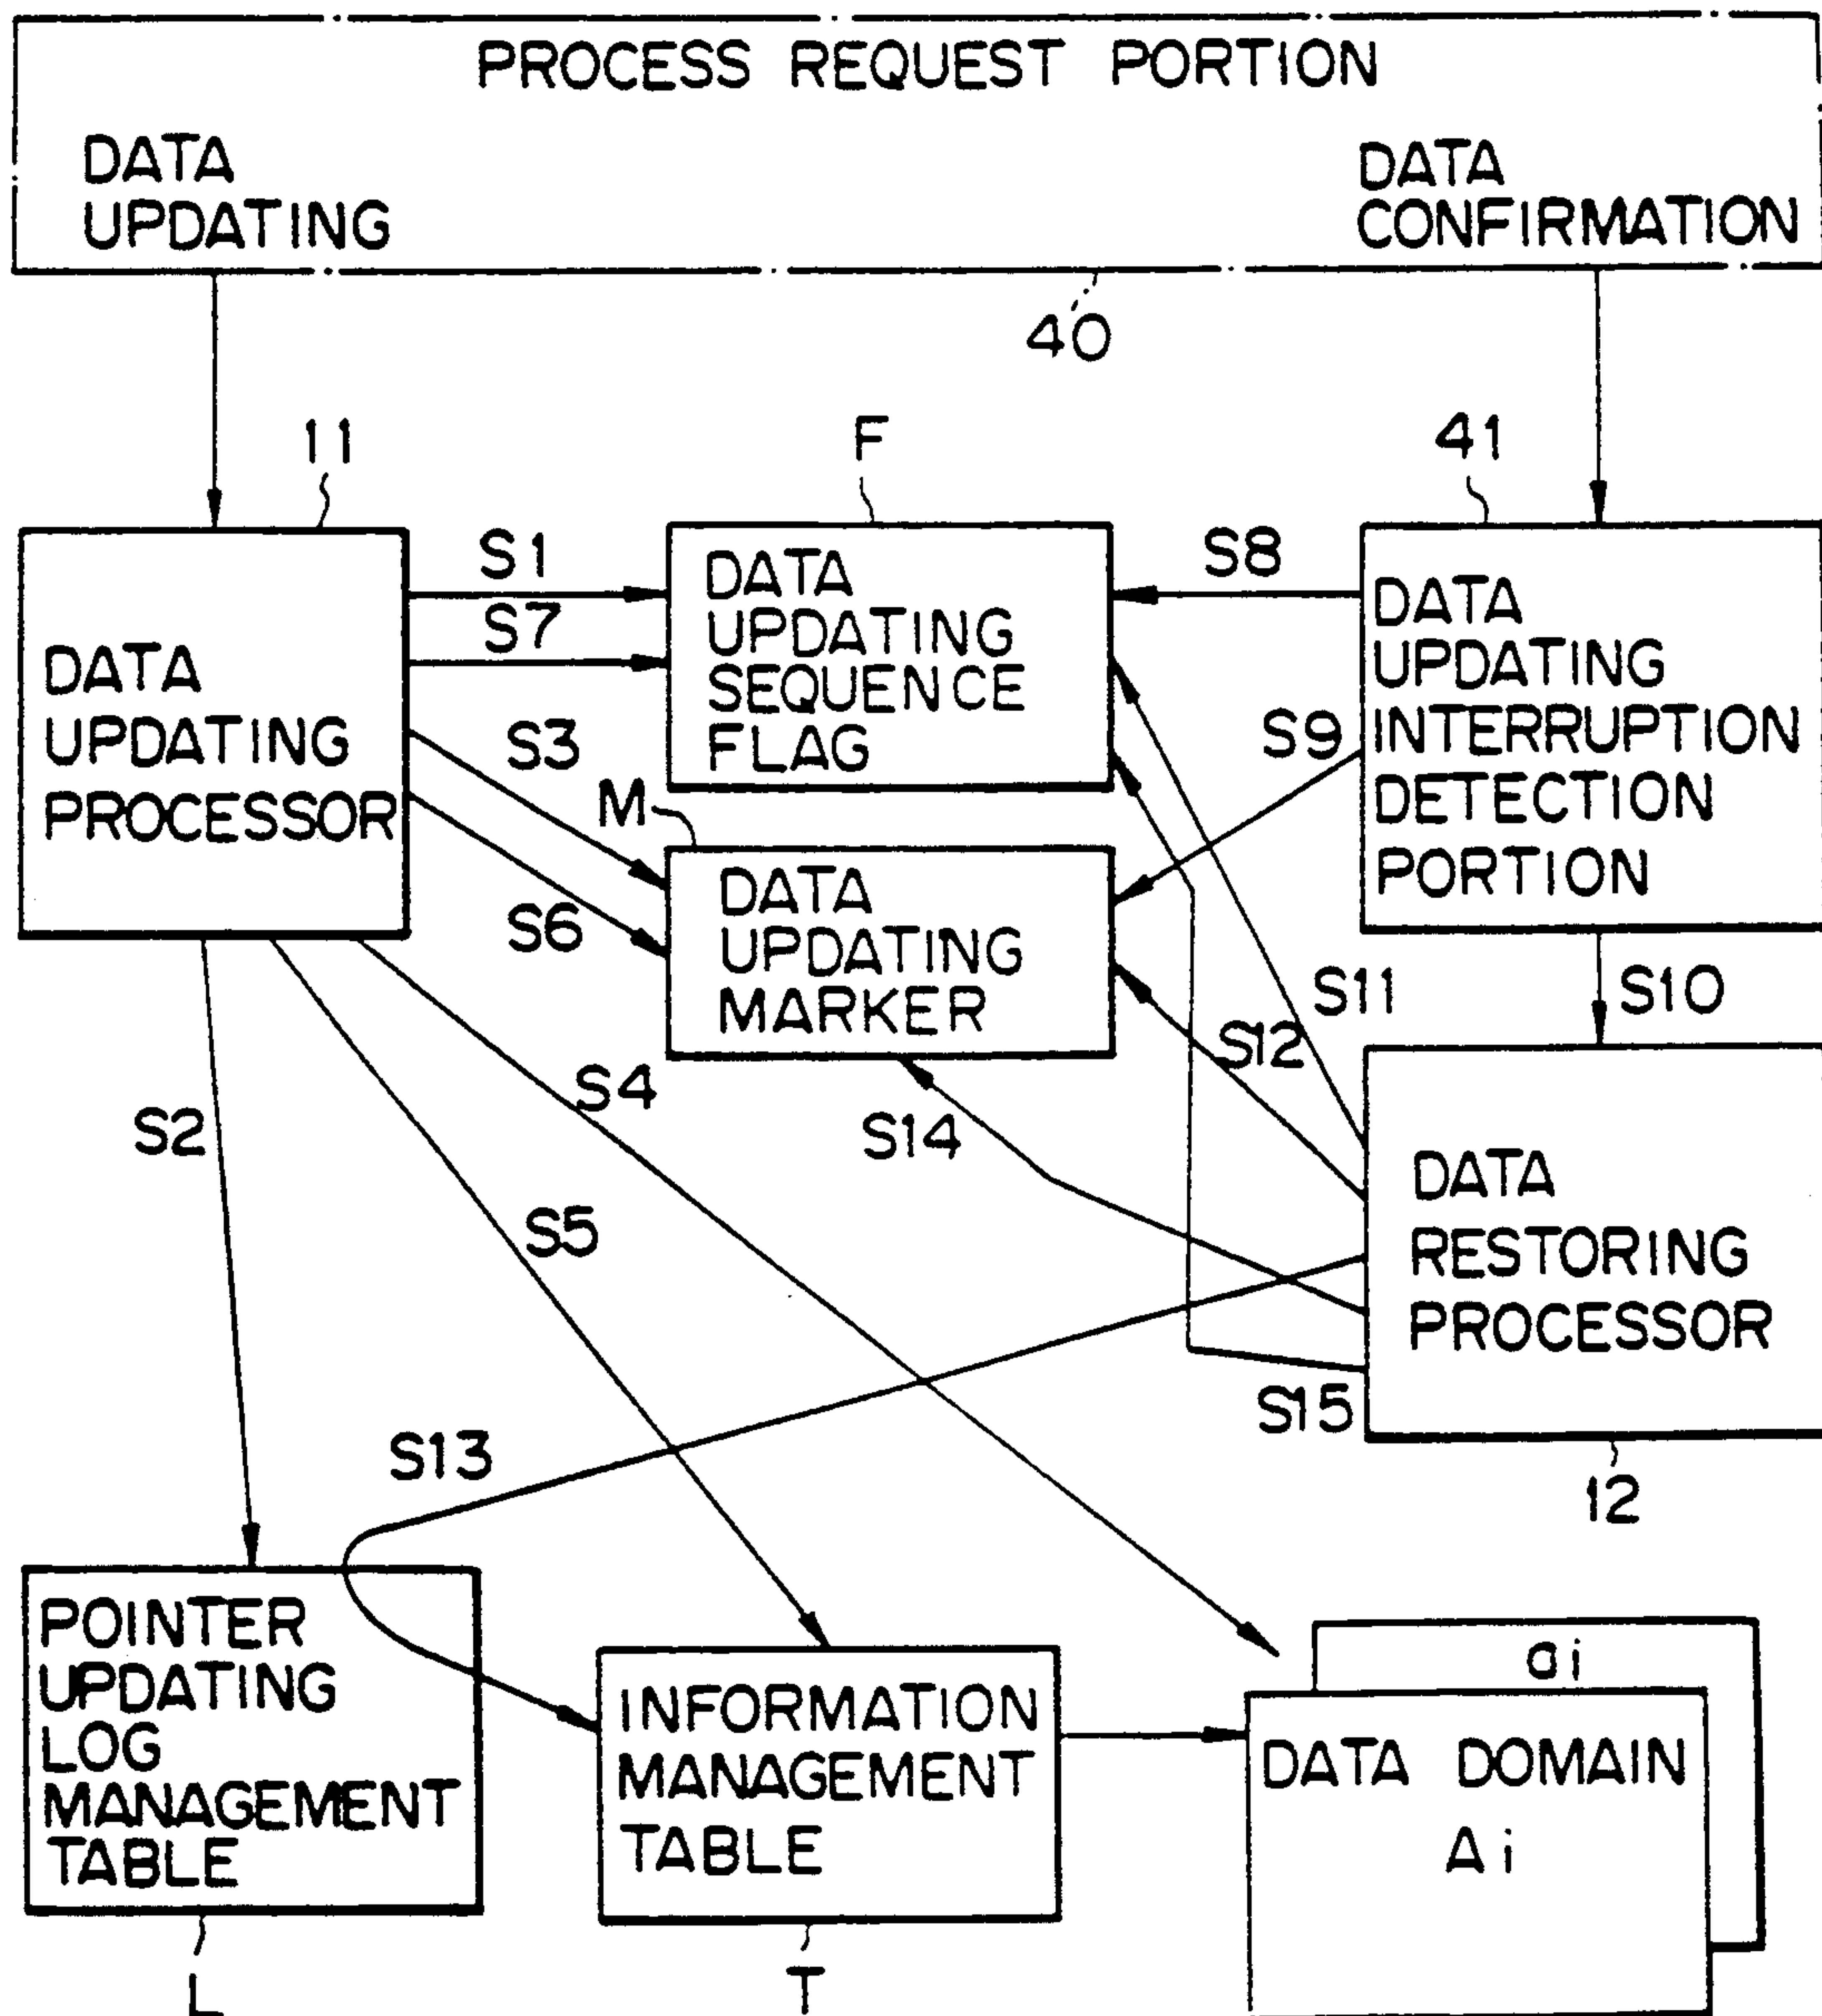 PROCESS REQUEST PORTION
DATA
UPDATING
DATA
CONFIRMATION
40
11
F
41
DATA
UPDATING
PROCESSOR
S1
S7
S3
S6
DATA
UPDATING
SEQUENCE
FLAG
S8
S9
DATA
UPDATING
INTERRUPTION
DETECTION
PORTION
M
DATA
UPDATING
MARKER
S11
S10
S12
S2
S4
S14
S5
DATA
RESTORING
PROCESSOR
S15
S13
12
POINTER
UPDATING
LOG
MANAGEMENT
TABLE
INFORMATION
MANAGEMENT
TABLE
ai
DATA DOMAIN
Ai
L
T